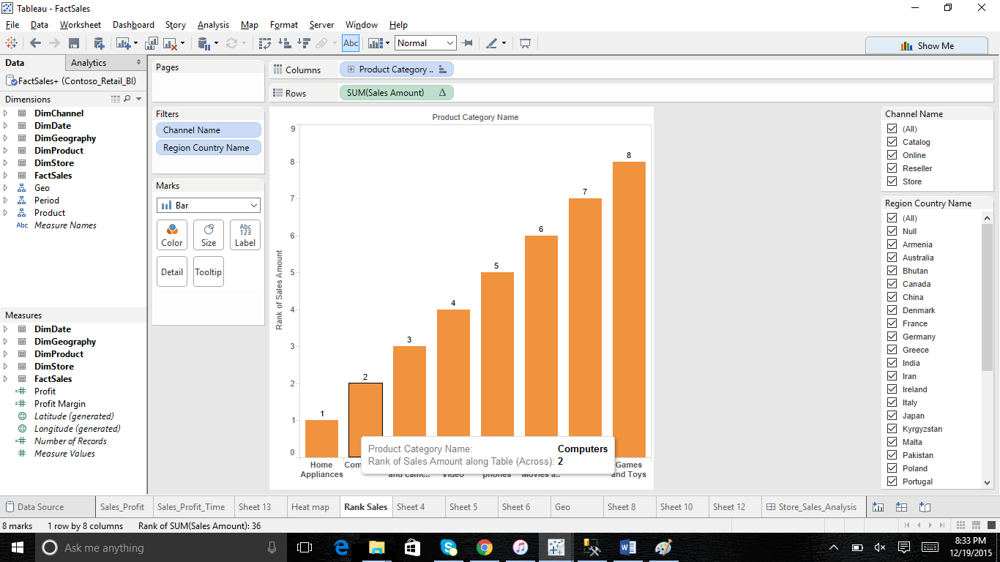 Tableau - FactSales
File Data Worksheet Dashboard Story Analysis Map Format Server Window Help
Abc Normal Show Me
Data Analytics
FactSales+ (Contoso_Retail_BI)
Dimensions
DimChannel
DimDate
DimGeography
DimProduct
DimStore
FactSales
Geo
Period
Product
Abc Measure Names
Measures
DimDate
DimGeography
DimProduct
DimStore
FactSales
Profit
Profit Margin
Latitude (generated)
Longitude (generated)
Number of Records
Measure Values
Pages
Filters
Channel Name
Region Country Name
Marks
Bar
Color Size Abc 123 Label
Detail Tooltip
Columns Product Category ..
Rows SUM(Sales Amount) Δ
Product Category Name
Rank of Sales Amount
9
8
7
6
5
4
3
2
1
0
1 2 3 4 5 6 7 8
Home Appliances
Product Category Name: Computers
Rank of Sales Amount along Table (Across): 2
and camc.. Video phones Movies a..
Games and Toys
Channel Name
(All)
Catalog
Online
Reseller
Store
Region Country Name
(All)
Null
Armenia
Australia
Bhutan
Canada
China
Denmark
France
Germany
Greece
India
Iran
Ireland
Italy
Japan
Kyrgyzstan
Malta
Pakistan
Poland
Portugal
Data Source Sales_Profit Sales_Profit_Time Sheet 13 Heat map Rank Sales Sheet 4 Sheet 5 Sheet 6 Geo Sheet 8 Sheet 10 Sheet 12 Store_Sales_Analysis
8 marks 1 row by 8 columns Rank of SUM(Sales Amount): 36
Ask me anything
8:33 PM
12/19/2015